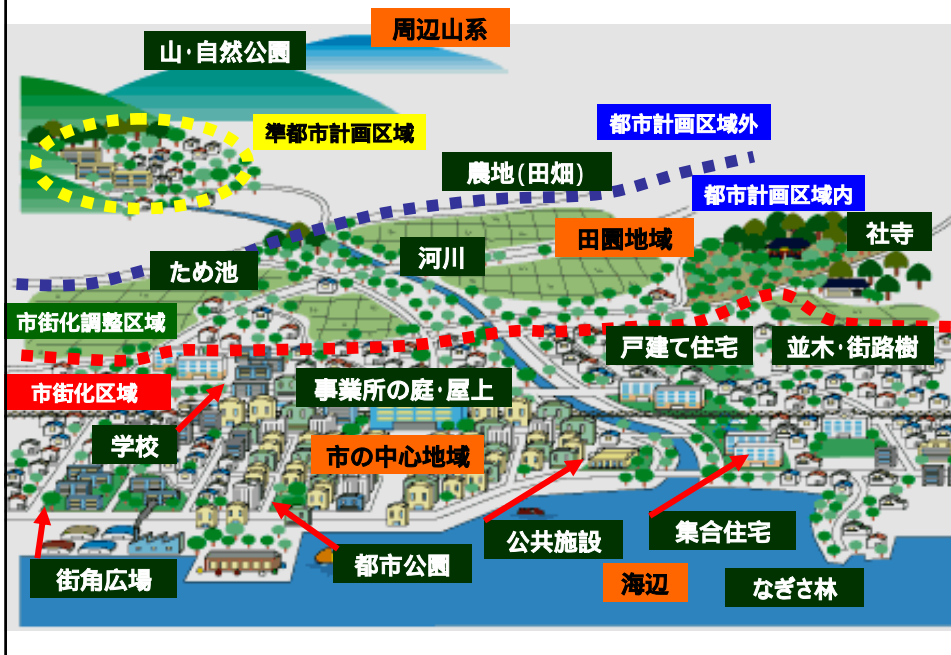 周辺山系
山・自然公園
準都市計画区域
都市計画区域外
農地(田畑)
都市計画区域内
社寺
田園地域
河川
ため池
市街化調整区域
戸建て住宅
並木・街路樹
市街化区域
事業所の庭・屋上
学校
市の中心地域
公共施設
集合住宅
都市公園
街角広場
海辺
なぎさ林